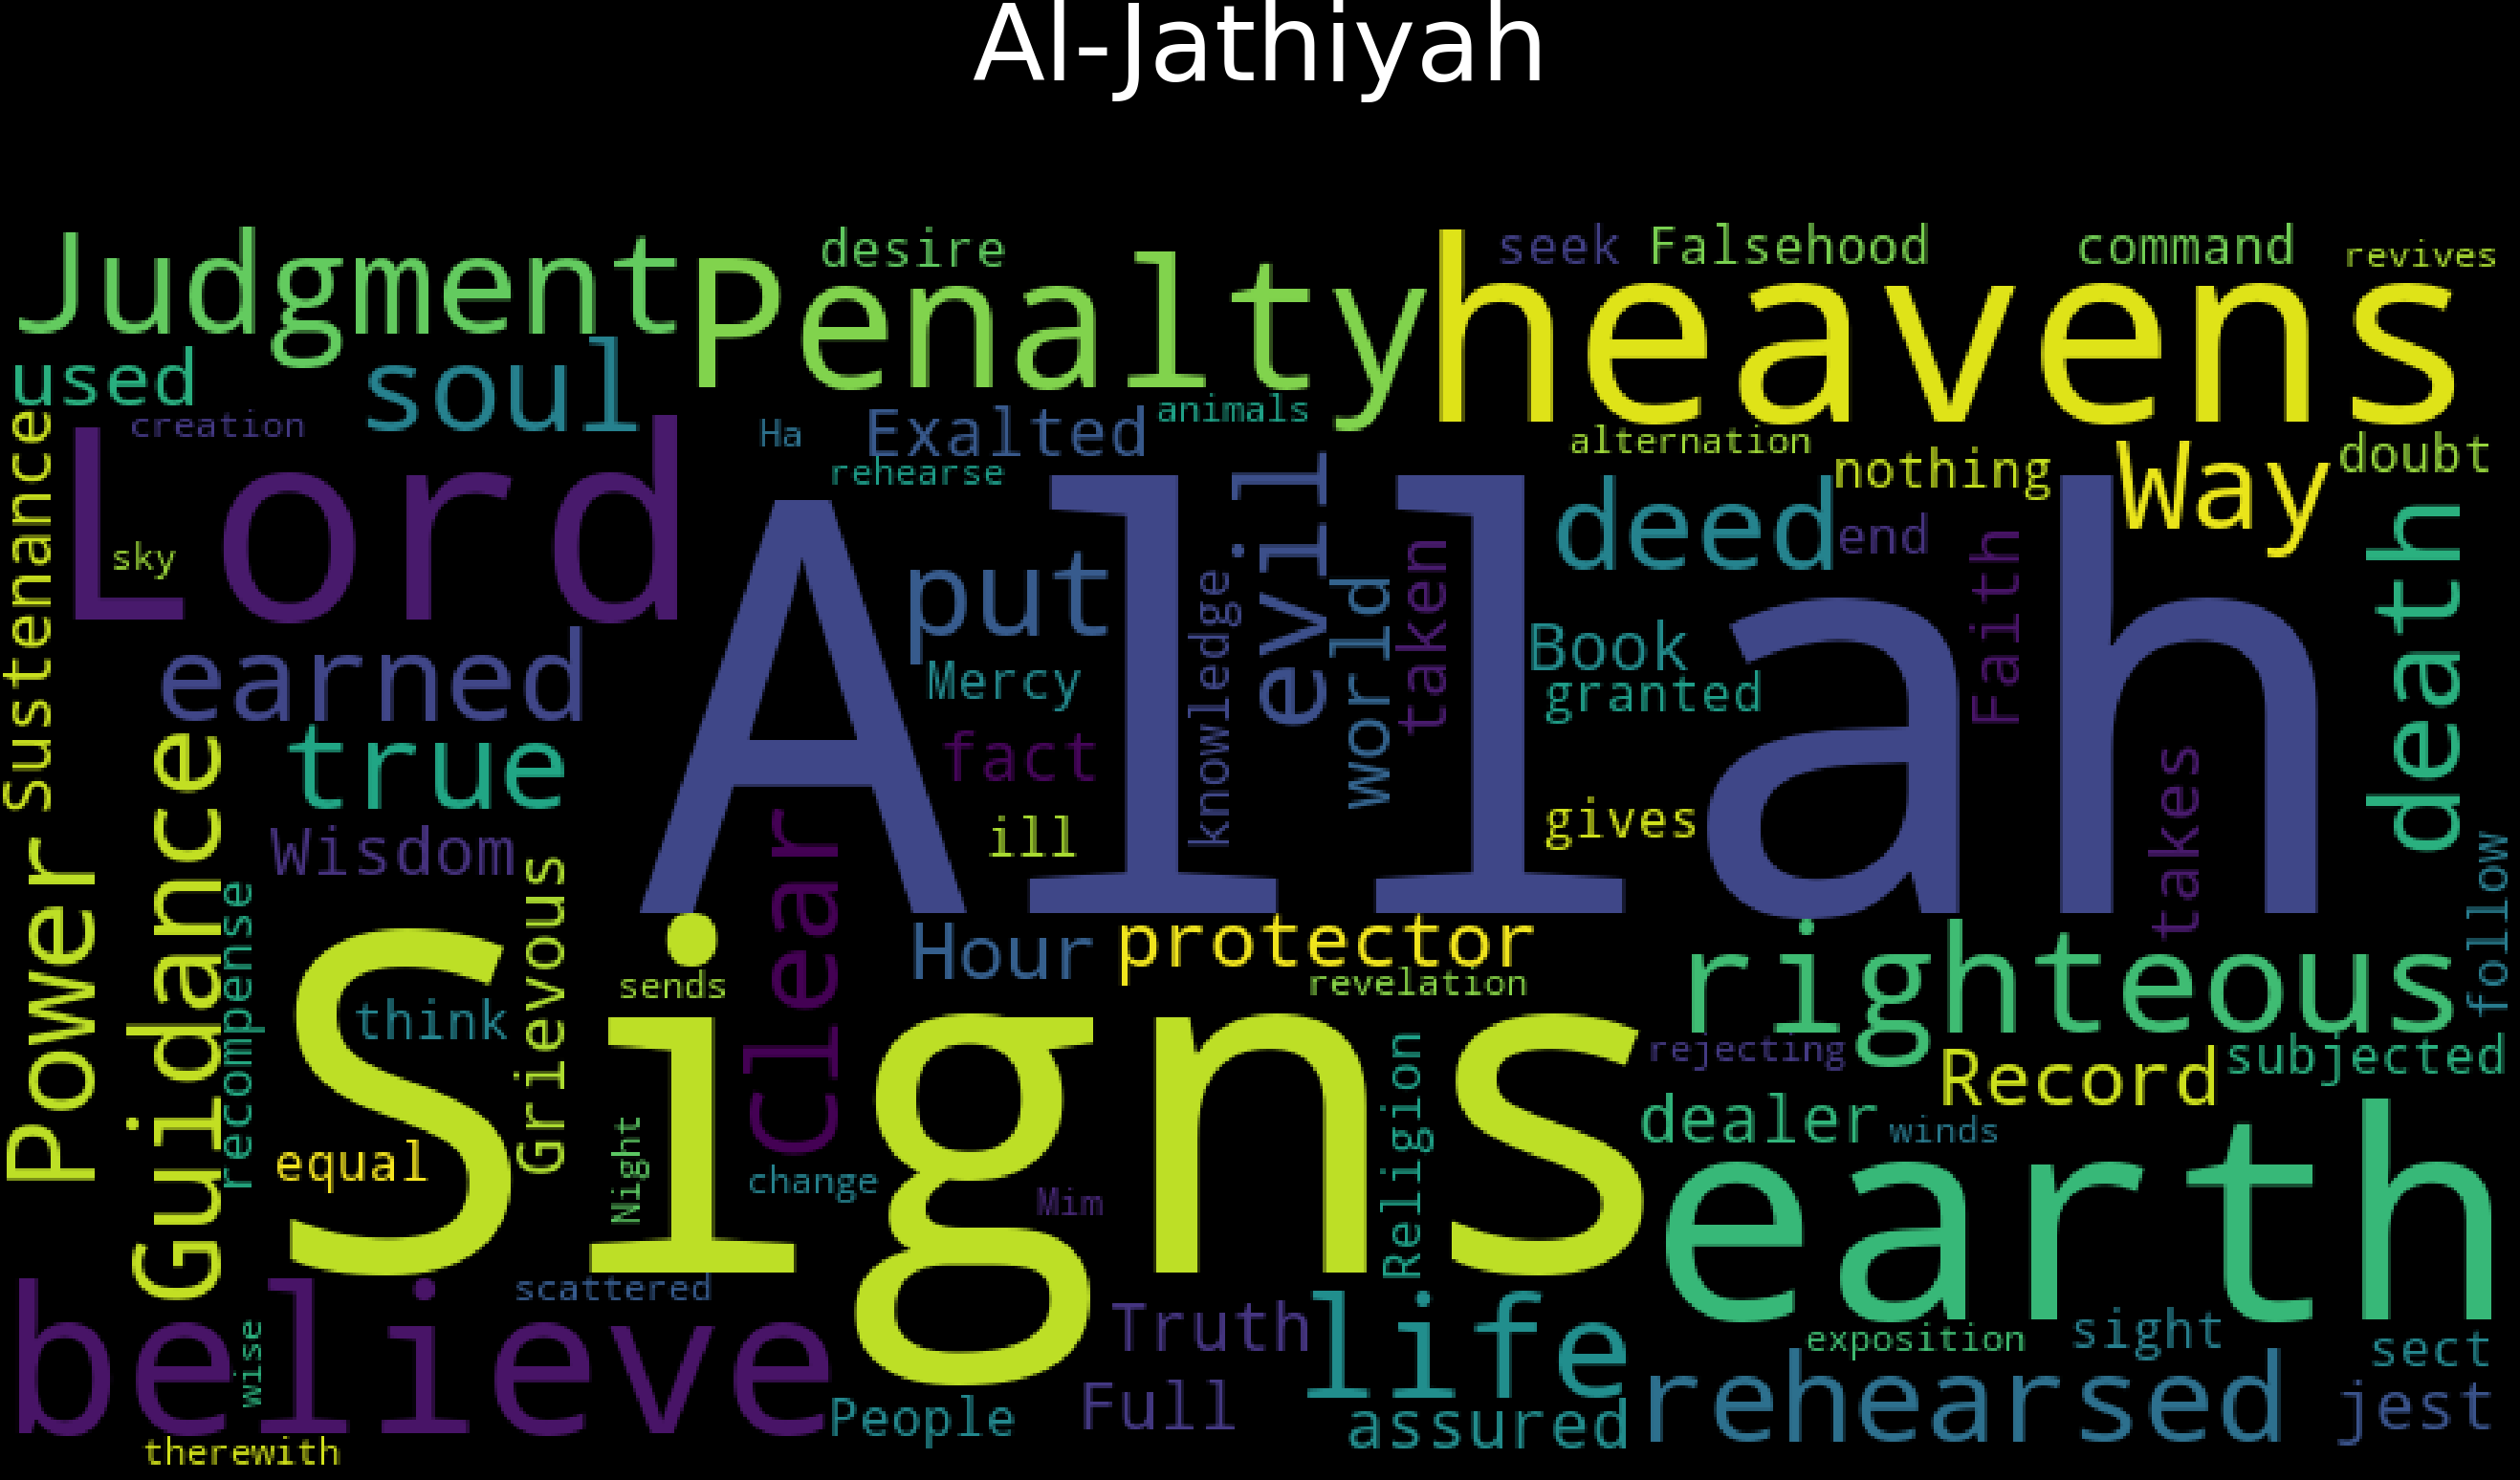 Al-Jathiyah
Judgment
Penalty
desire
heavens
seek
Falsehood
command
revives
used
soul
creation
Lord
sky
Ha
Exalted
animals
rehearse
alternation
nothing
Way
doubt
Sustenance
Allah
put
Mercy
fact
ill
knowledge
evil
world
taken
deed
end
Book
granted
gives
Faith
takes
death
follow
earned
true
Wisdom
Power
Guidance
recompense
Grievous
think
equal
Signs
sends
Night
Clear
change
Mim
Hour
protector
revelation
Religion
righteous
rejecting
Record
subjected
dealer
winds
earth
believe
wise
scattered
therewith
People
Truth
Full
life
assured
exposition
sight
sect
rehearsed
jest